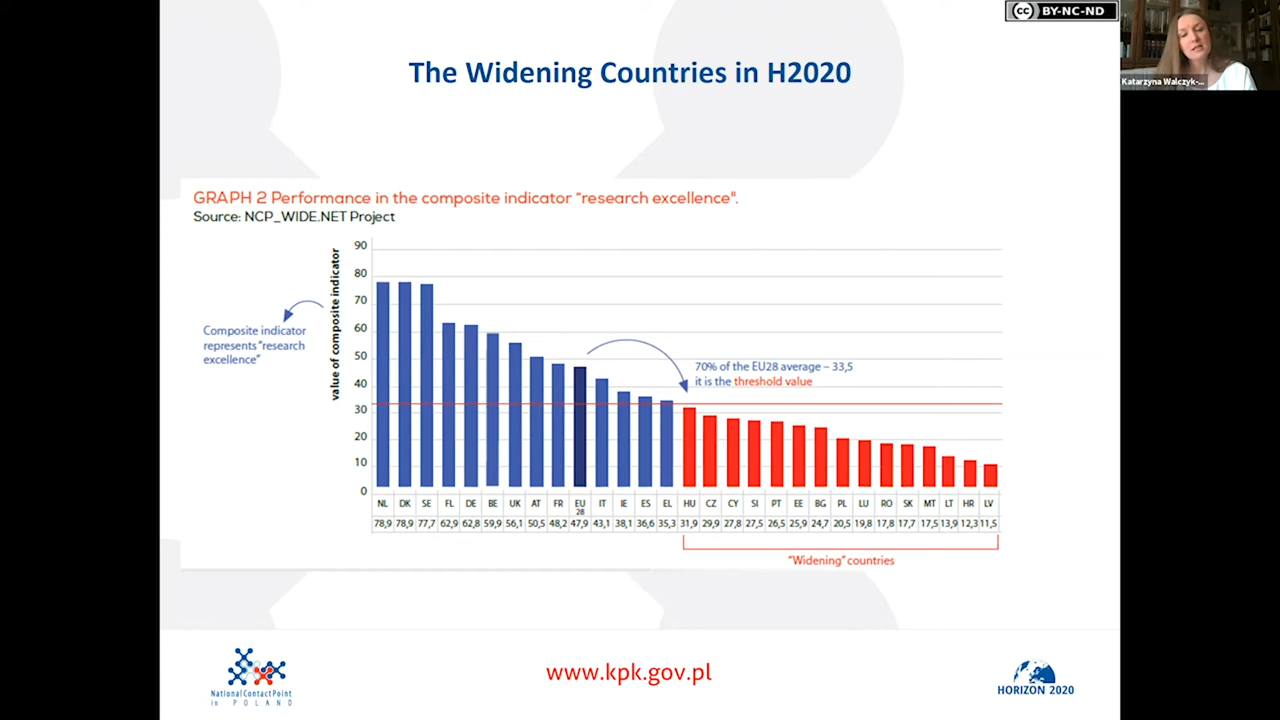 cc BY-NC-ND
Katarzyna Walczyk-...
The Widening Countries in H2020
GRAPH 2 Performance in the composite indicator “research excellence".
Source: NCP_WIDE.NET Project
value of composite indicator
90
80
70
60
50
40
30
20
10
0
Composite indicator
represents “research
excellence”
70% of the EU28 average – 33,5
it is the threshold value
NL DK SE FL DE BE UK AT FR EU 28 IT IE ES EL HU CZ CY SI PT EE BG PL LU RO SK MT LT HR LV
78,9 78,9 77,7 62,9 62,8 59,9 56,1 50,5 48,2 47,9 43,1 38,1 36,6 35,3 31,9 29,9 27,8 27,5 26,5 25,9 24,7 20,5 19,8 17,8 17,7 17,5 13,9 12,3 11,5
“Widening” countries
NationalContactPoint
in POLAND
www.kpk.gov.pl
HORIZON 2020